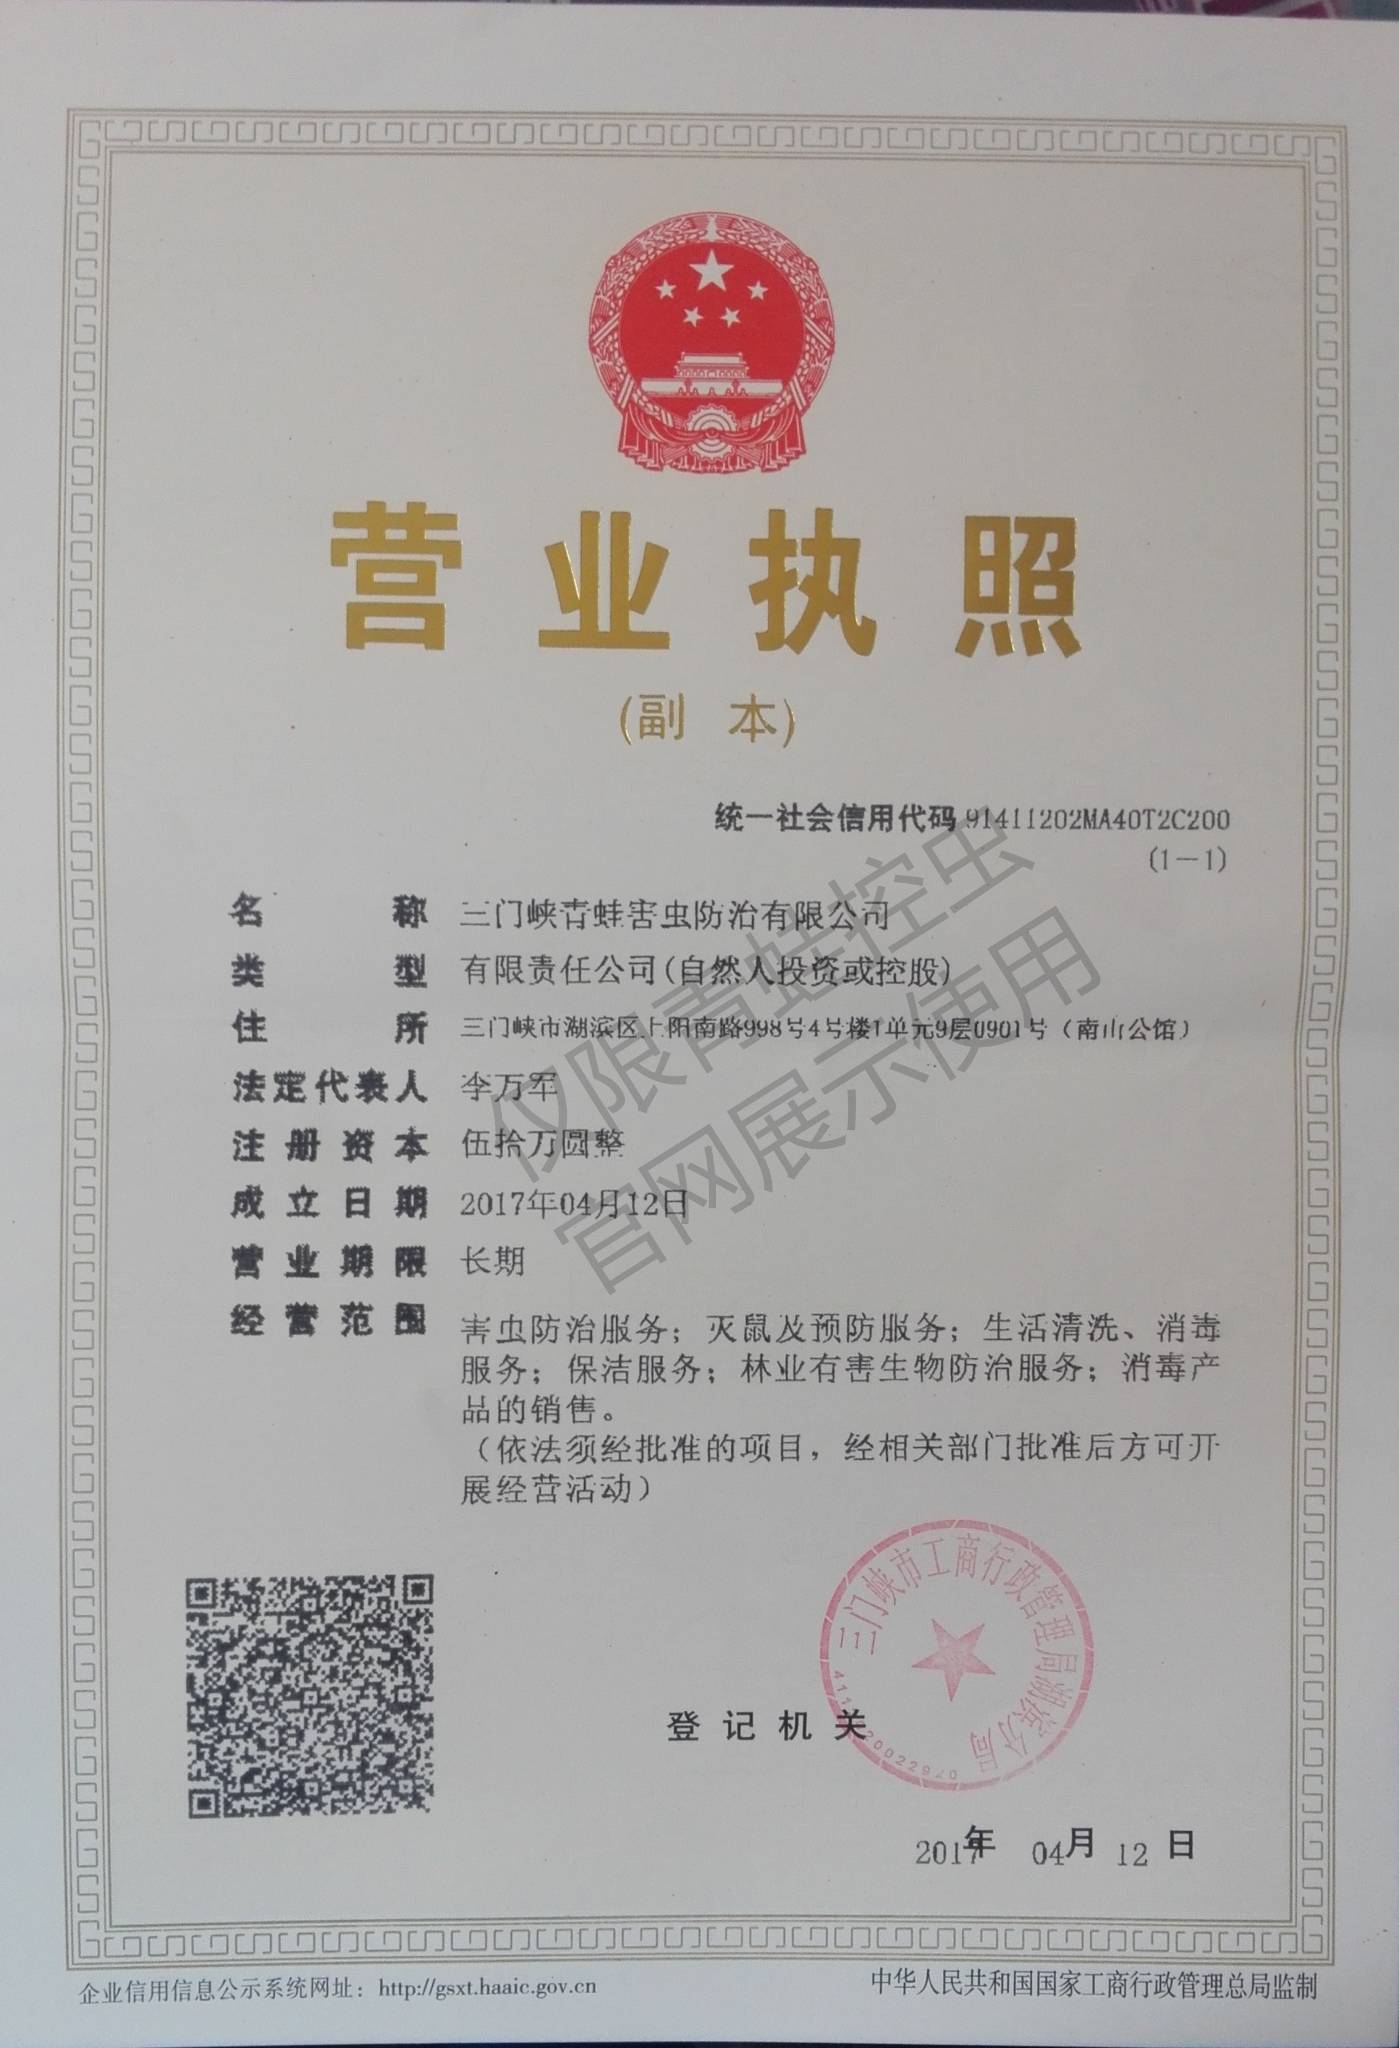 营业执照
(副 本)
统一社会信用代码 91411202MA40T2C200
(1-1)
名 称 三门峡青蛙害虫防治有限公司
类 型 有限责任公司(自然人投资或控股)
住 所 三门峡市湖滨区上阳南路998号4号楼1单元9层0901号（南山公馆）
法定代表人 李万军
注册资本 伍拾万圆整
成立日期 2017年04月12日
营业期限 长期
经营范围 害虫防治服务；灭鼠及预防服务；生活清洗、消毒
服务；保洁服务；林业有害生物防治服务；消毒产
品的销售。
（依法须经批准的项目，经相关部门批准后方可开
展经营活动）
仅限青蛙控虫
官网展示使用
三门峡市工商行政管理局湖滨分局
登记机关
2017年 04月 12 日
企业信用信息公示系统网址：http://gsxt.haaic.gov.cn
中华人民共和国国家工商行政管理总局监制